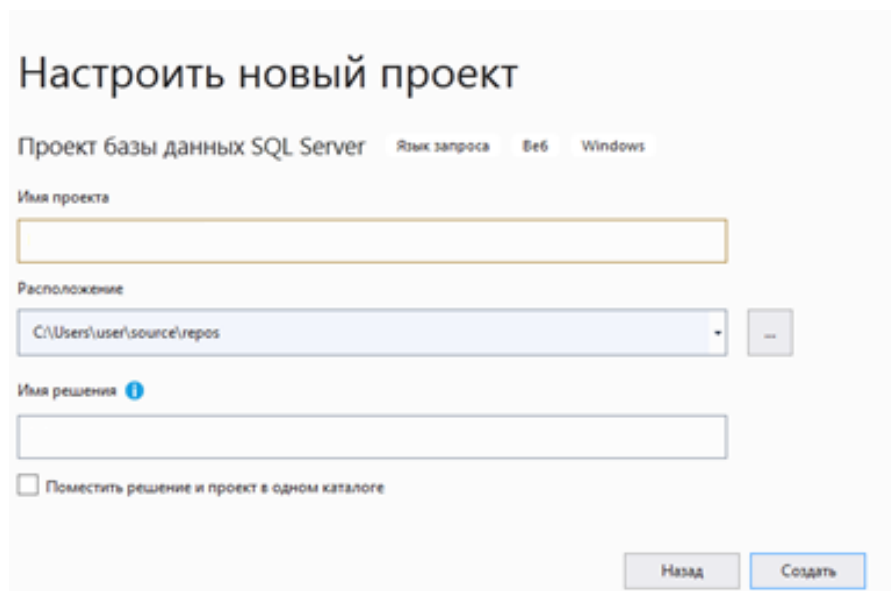 Настроить новый проект
Проект базы данных SQL Server Язык запроса Веб Windows
Имя проекта
Расположение
C:\Users\user\source\repos
...
Имя решения
Поместить решение и проект в одном каталоге
Назад Создать